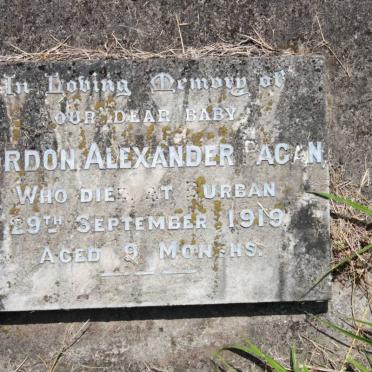 In Loving Memory of
OUR DEAR BABY
ORDON ALEXANDER FAGAN
WHO DIED AT DURBAN
29TH SEPTEMBER 1919
AGED 9 MONTHS.